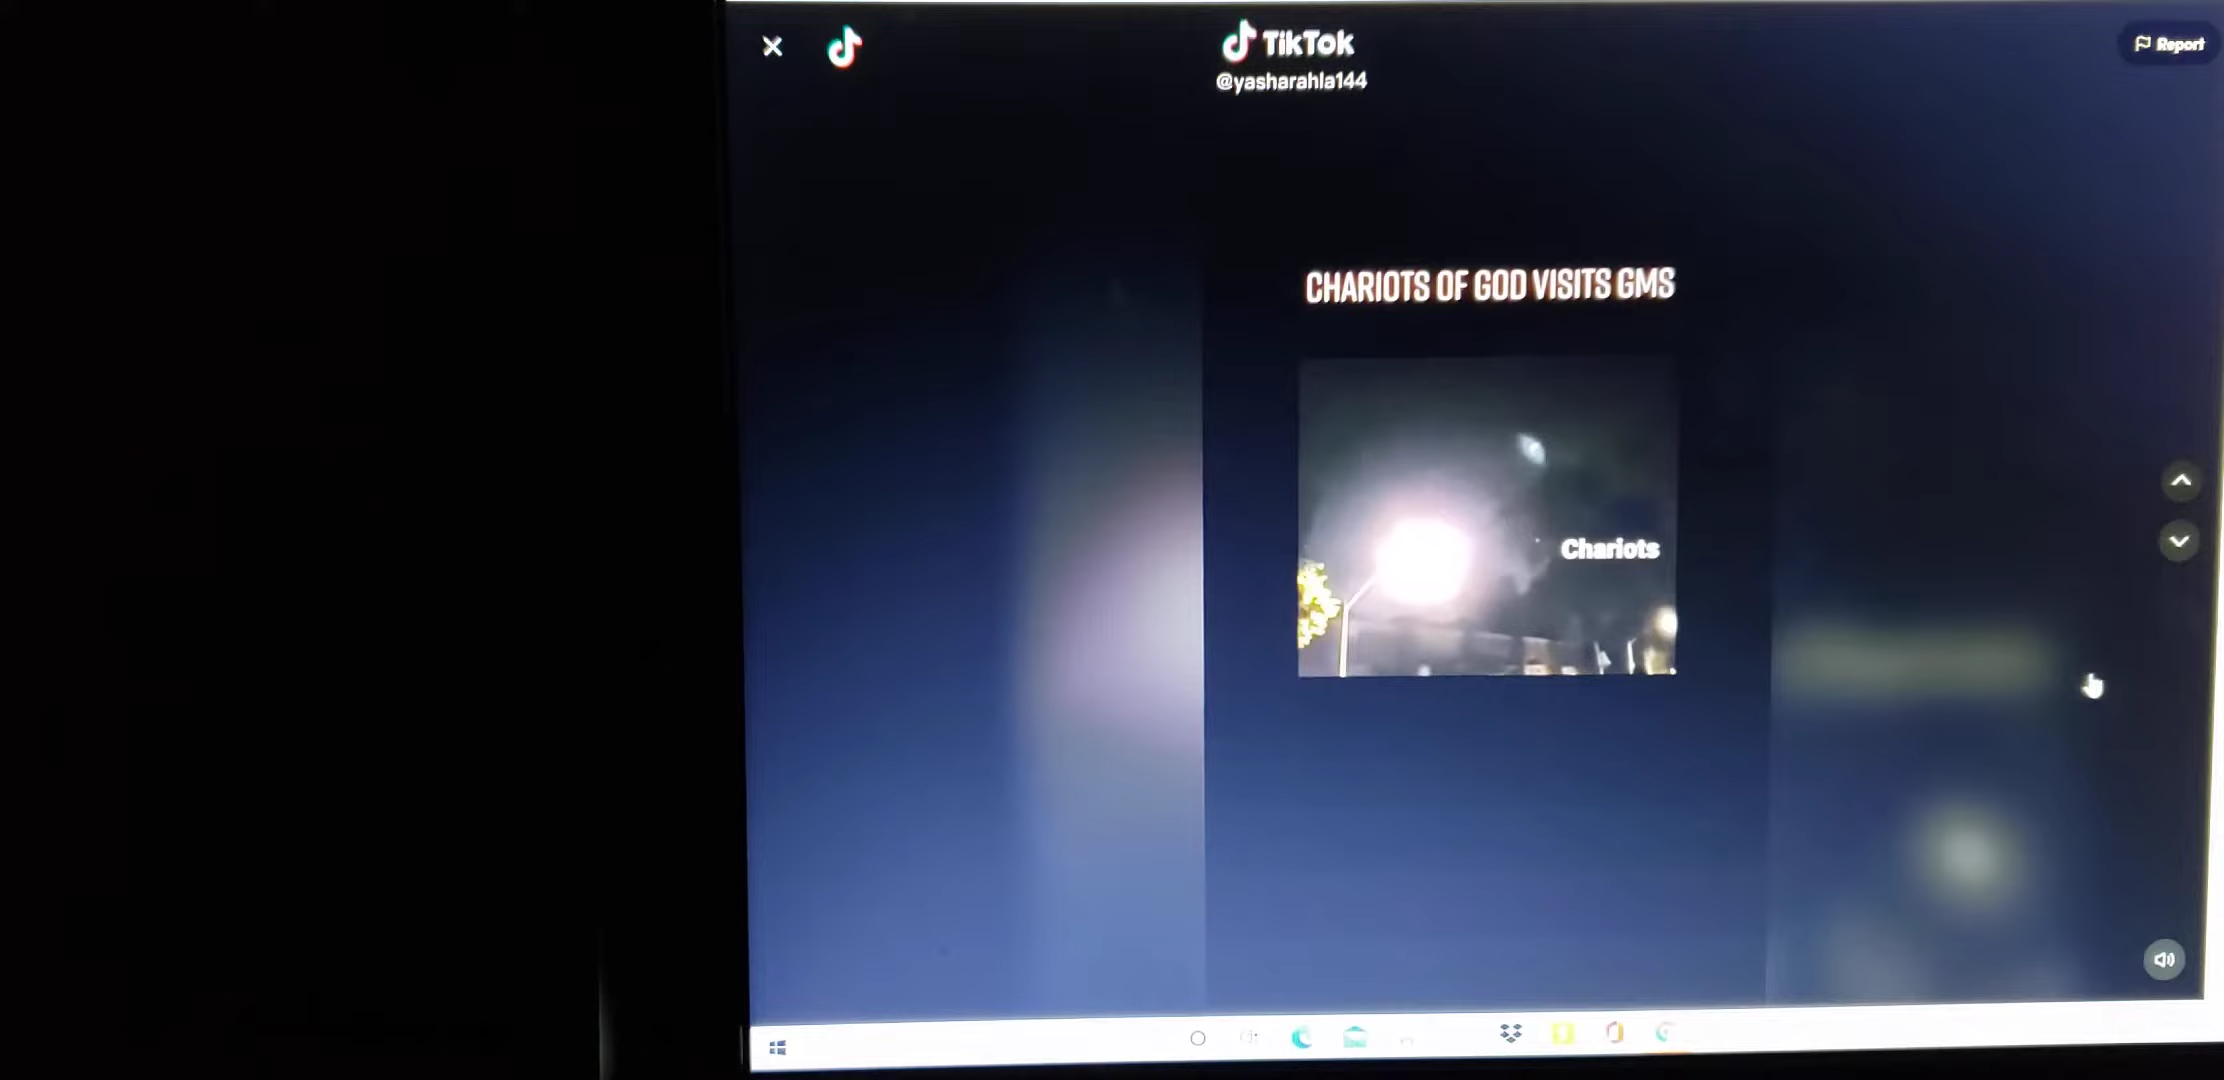 TikTok
@yasharahla144
Report
CHARIOTS OF GOD VISITS GMS
Chariots